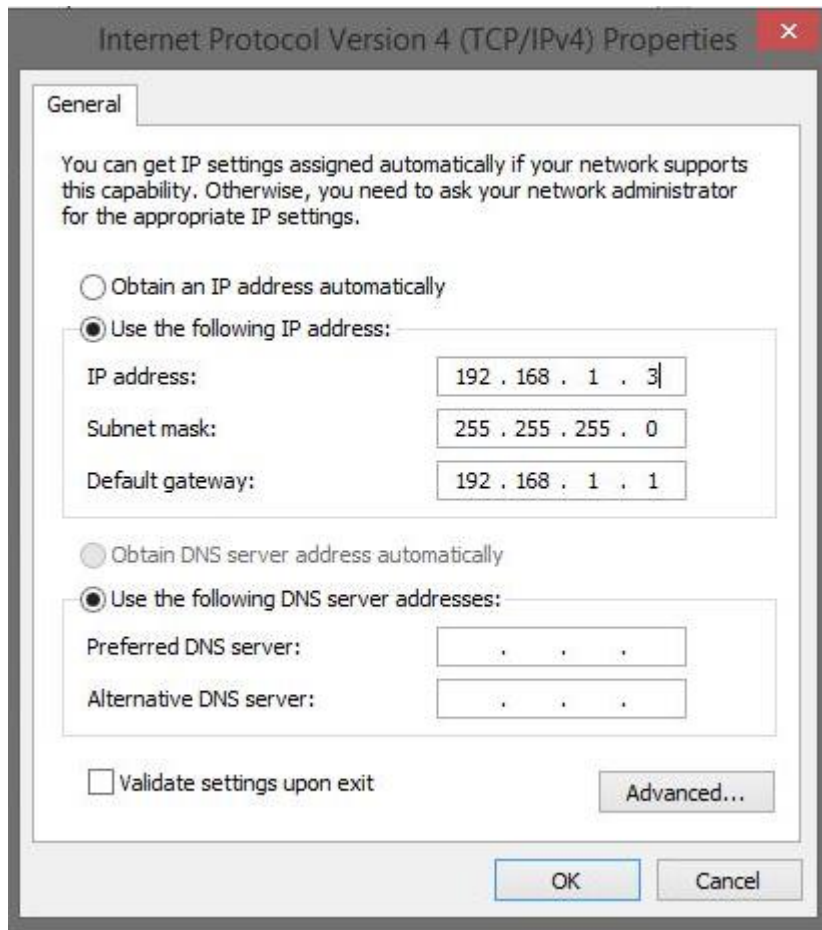 Internet Protocol Version 4 (TCP/IPv4) Properties
General
You can get IP settings assigned automatically if your network supports
this capability. Otherwise, you need to ask your network administrator
for the appropriate IP settings.
Obtain an IP address automatically
Use the following IP address:
IP address: 192 . 168 . 1 . 3
Subnet mask: 255 . 255 . 255 . 0
Default gateway: 192 . 168 . 1 . 1
Obtain DNS server address automatically
Use the following DNS server addresses:
Preferred DNS server: . . .
Alternative DNS server: . . .
Validate settings upon exit
Advanced...
OK Cancel